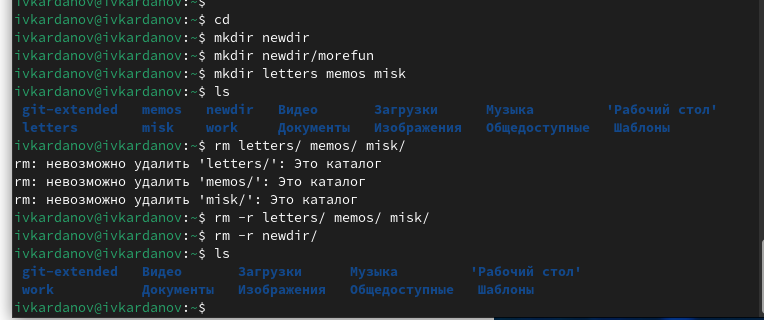 ivkardanov@ivkardanov:~$
ivkardanov@ivkardanov:~$ cd
ivkardanov@ivkardanov:~$ mkdir newdir
ivkardanov@ivkardanov:~$ mkdir newdir/morefun
ivkardanov@ivkardanov:~$ mkdir letters memos misk
ivkardanov@ivkardanov:~$ ls
git-extended memos newdir Видео Загрузки Музыка 'Рабочий стол'
letters misk work Документы Изображения Общедоступные Шаблоны
ivkardanov@ivkardanov:~$ rm letters/ memos/ misk/
rm: невозможно удалить 'letters/': Это каталог
rm: невозможно удалить 'memos/': Это каталог
rm: невозможно удалить 'misk/': Это каталог
ivkardanov@ivkardanov:~$ rm -r letters/ memos/ misk/
ivkardanov@ivkardanov:~$ rm -r newdir/
ivkardanov@ivkardanov:~$ ls
git-extended Видео Загрузки Музыка 'Рабочий стол'
work Документы Изображения Общедоступные Шаблоны
ivkardanov@ivkardanov:~$